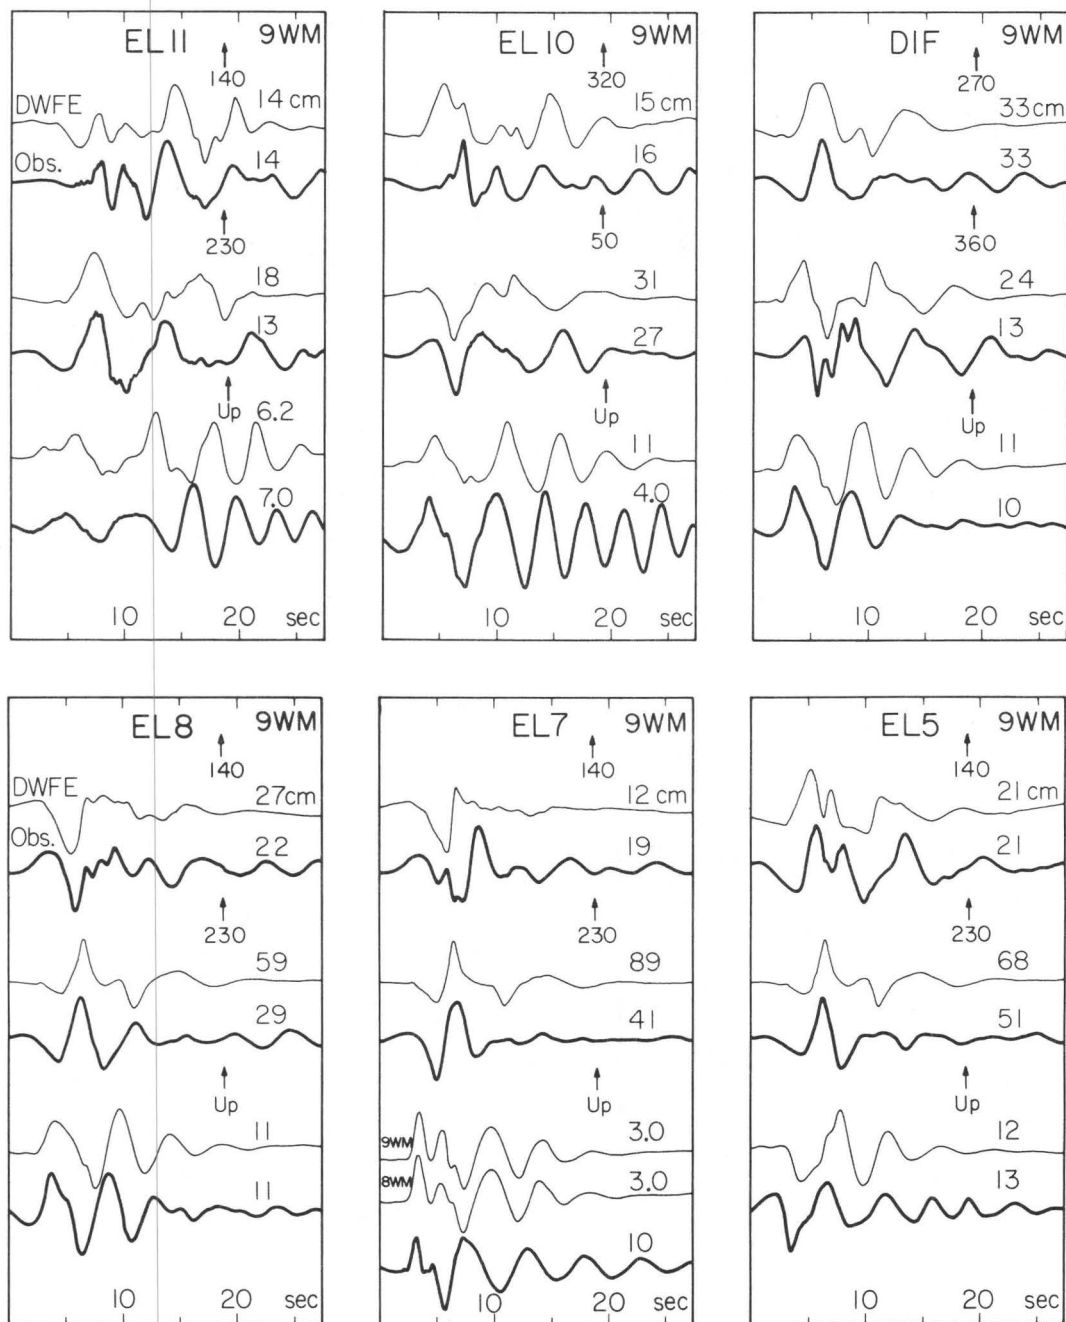 EL11 9WM
140
DWFE 14 cm
Obs. 14
230
18
13
Up
6.2
7.0
10 20 sec
EL10 9WM
320
15 cm
16
50
31
27
Up
11
4.0
10 20 sec
DIF 9WM
270
33 cm
33
360
24
13
Up
11
10
10 20 sec
EL8 9WM
140
DWFE 27 cm
Obs. 22
230
59
29
Up
11
11
10 20 sec
EL7 9WM
140
12 cm
19
230
89
41
Up
9WM 3.0
8WM 3.0
10
10 20 sec
EL5 9WM
140
21 cm
21
230
68
51
Up
12
13
10 20 sec